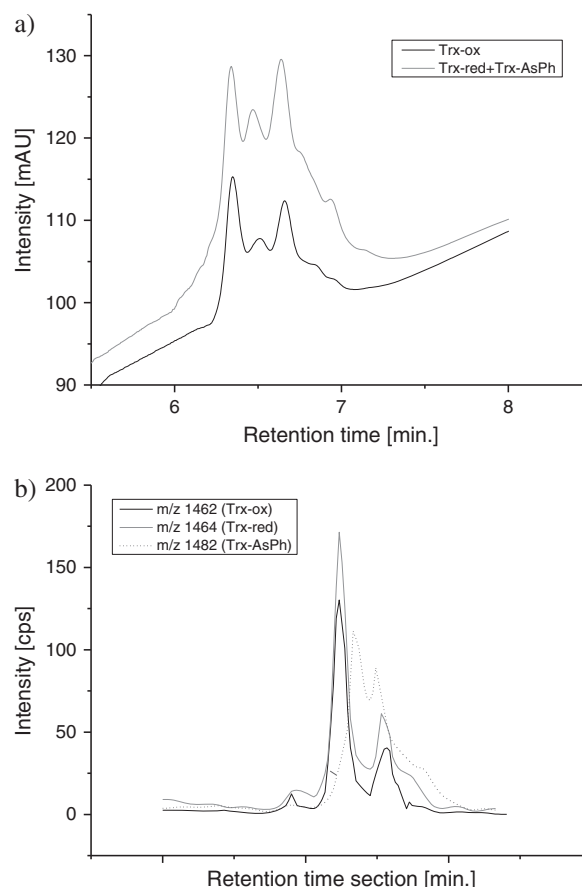 a)
Trx-ox
Trx-red+Trx-AsPh
130
120
110
100
90
Intensity [mAU]
6
7
8
Retention time [min.]
b)
m/z 1462 (Trx-ox)
m/z 1464 (Trx-red)
m/z 1482 (Trx-AsPh)
200
150
100
50
0
Intensity [cps]
Retention time section [min.]